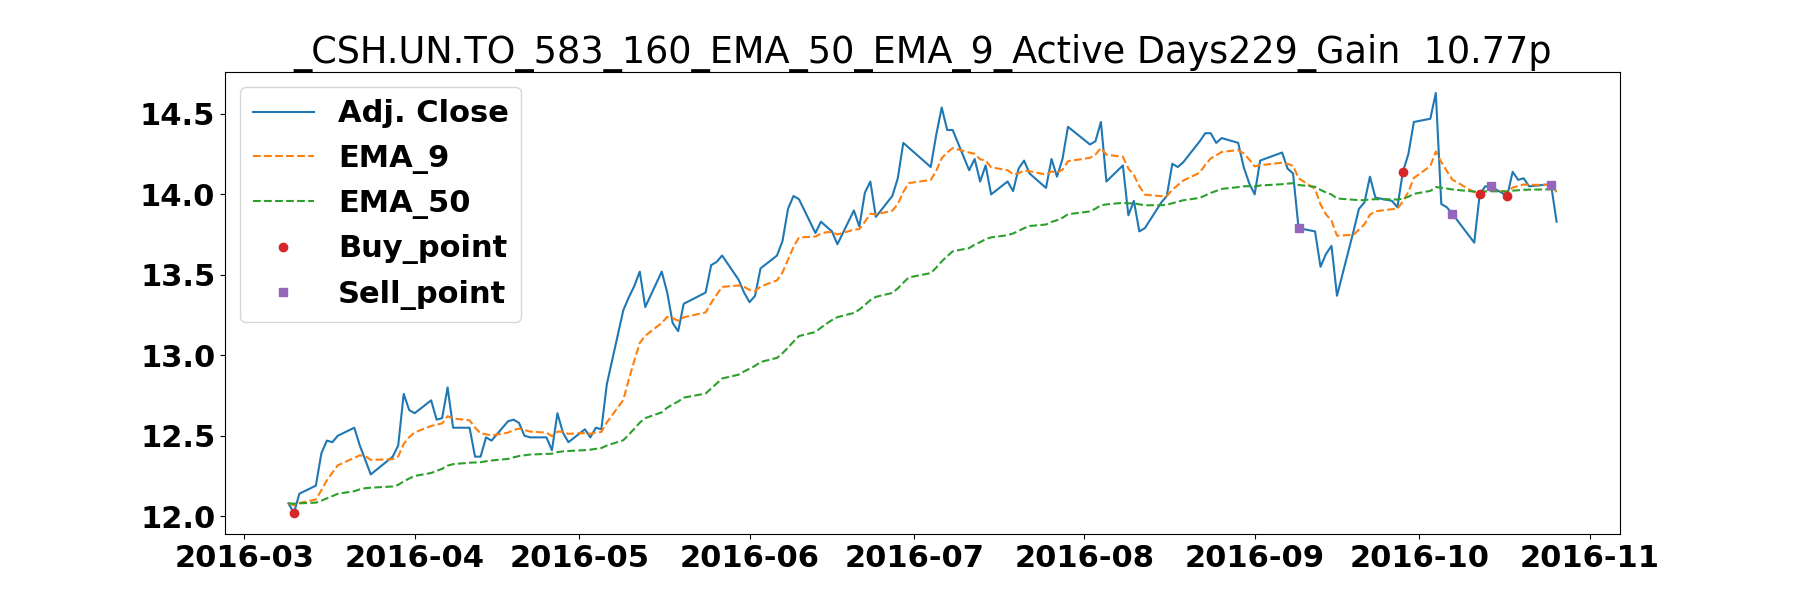 _CSH.UN.TO_583_160_EMA_50_EMA_9_Active Days229_Gain  10.77p
Adj. Close
EMA_9
EMA_50
Buy_point
Sell_point
14.5
14.0
13.5
13.0
12.5
12.0
2016-03 2016-04 2016-05 2016-06 2016-07 2016-08 2016-09 2016-10 2016-11